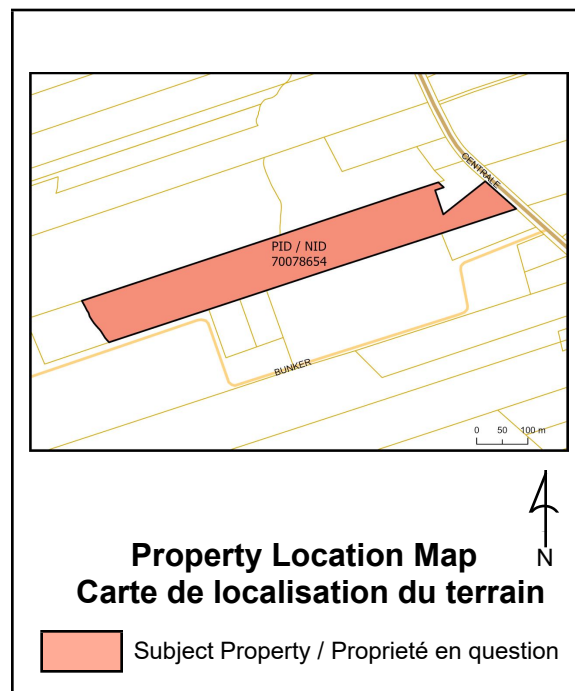 CENTRALE
PID / NID
70078654
BUNKER
0 50 100 m
N
Property Location Map
Carte de localisation du terrain
Subject Property / Proprieté en question